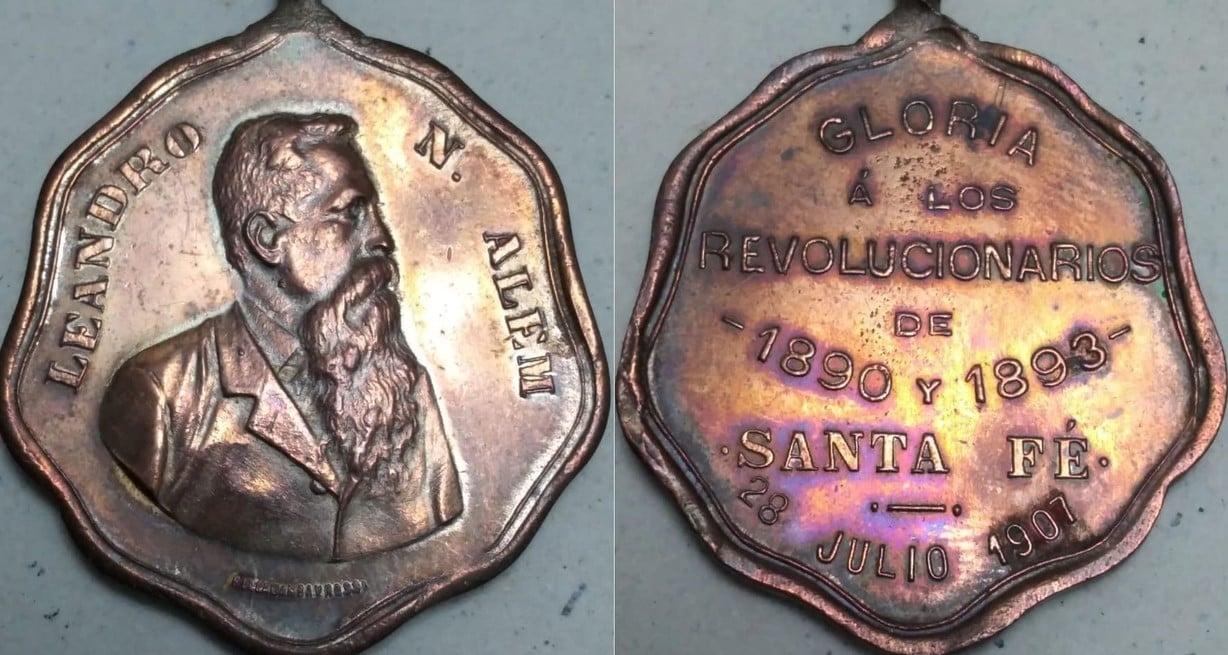 LEANDRO N. ALEM
GLORIA
Á LOS
REVOLUCIONARIOS
DE
- 1890 Y 1893 -
·SANTA FÉ·
28 JULIO 1907